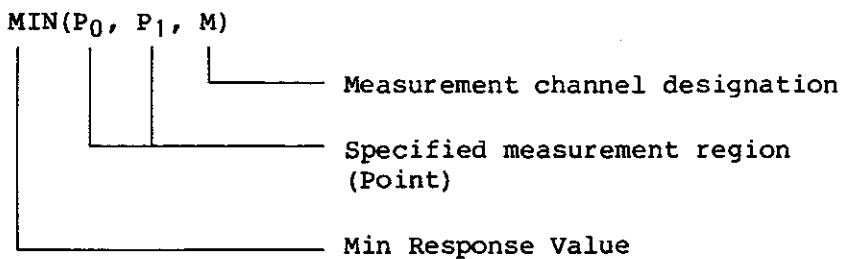 MIN(P0, P1, M)
Measurement channel designation
Specified measurement region
(Point)
Min Response Value